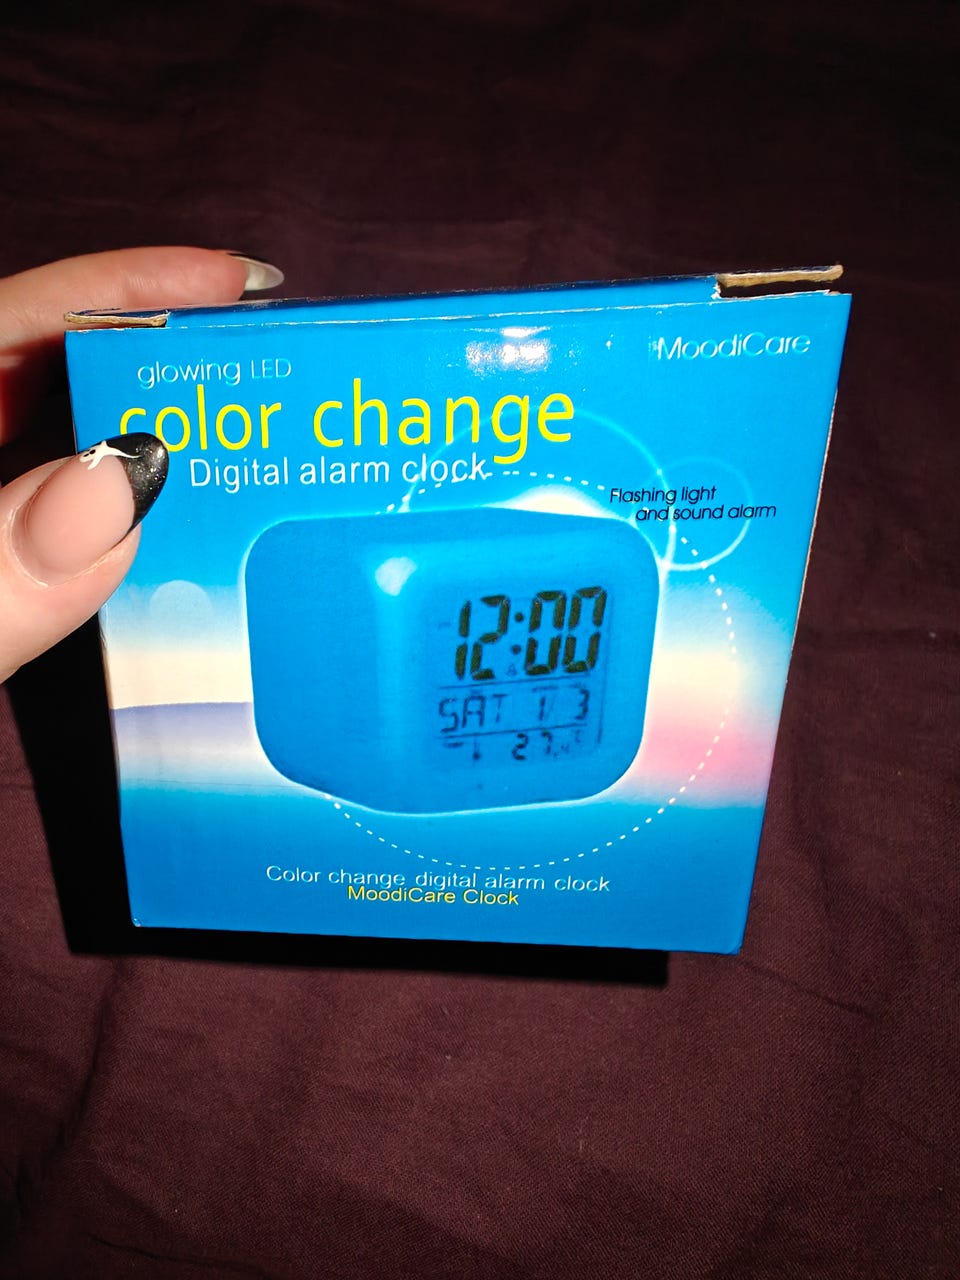 glowing LED
MoodiCare
color change
Digital alarm clock
Flashing light
and sound alarm
12:00
SAT 1 3
Color change digital alarm clock
MoodiCare Clock